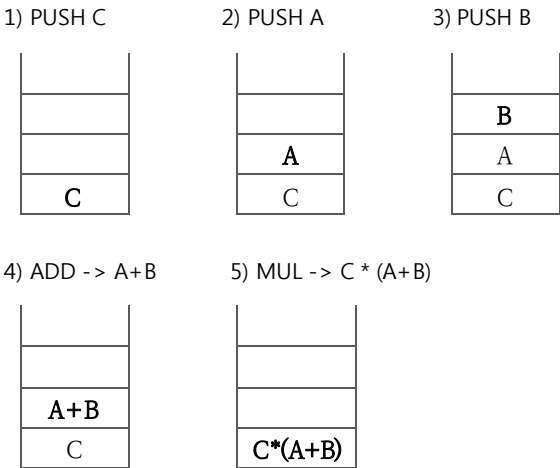 1) PUSH C
2) PUSH A
3) PUSH B
C
A
C
B
A
C
4) ADD -> A+B
5) MUL -> C * (A+B)
A+B
C
C*(A+B)